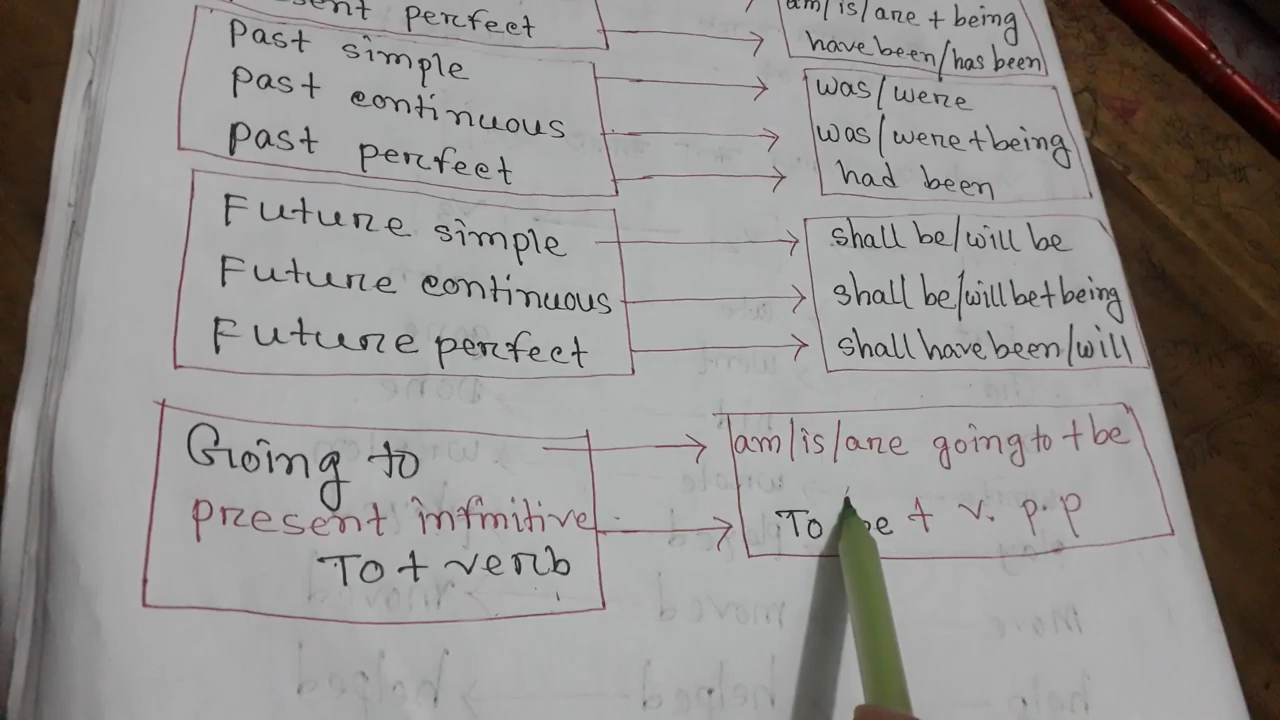 perfect
am/is/are + being
have been/has been
Past simple
was/were
Past continuous
was/were + being
Past perfect
had been
Future simple
shall be/will be
Future continuous
shall be/will be + being
Future perfect
shall have been/will
Going to
am/is/are going to + be
present infinitive
To be + v. p.p
To + verb